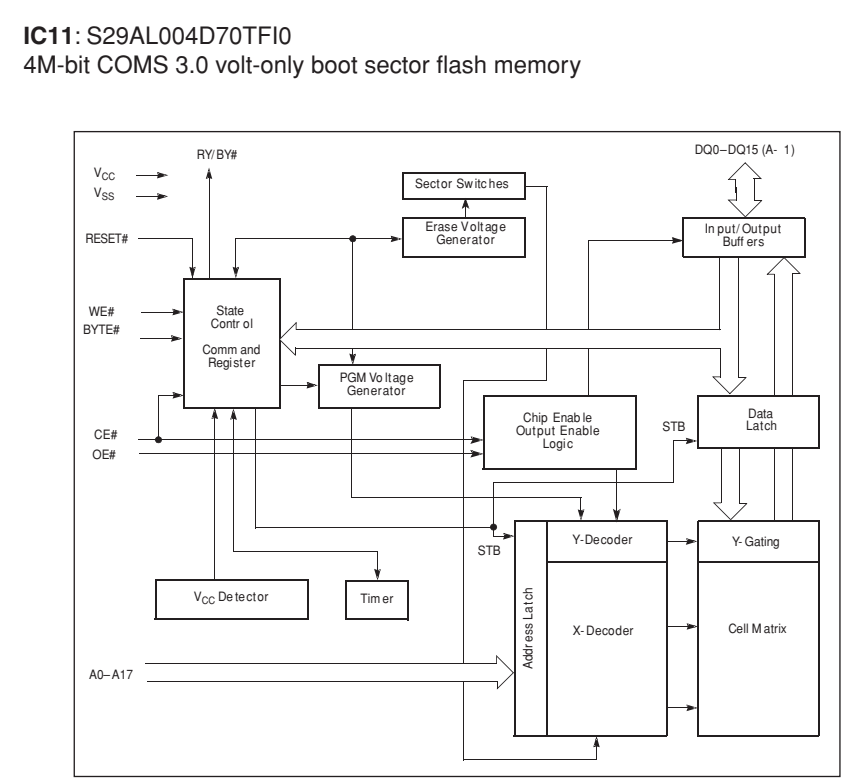 IC11: S29AL004D70TFI0
4M-bit COMS 3.0 volt-only boot sector flash memory
RY/BY#
DQ0–DQ15 (A- 1)
VCC
VSS
Sector Switches
RESET#
Erase Voltage
Generator
Input/Output
Buffers
WE#
BYTE#
State
Control
Command
Register
PGM Voltage
Generator
Chip Enable
Output Enable
Logic
STB
Data
Latch
CE#
OE#
STB
Y-Decoder
Y-Gating
VCC Detector
Timer
Address Latch
X-Decoder
Cell Matrix
A0–A17